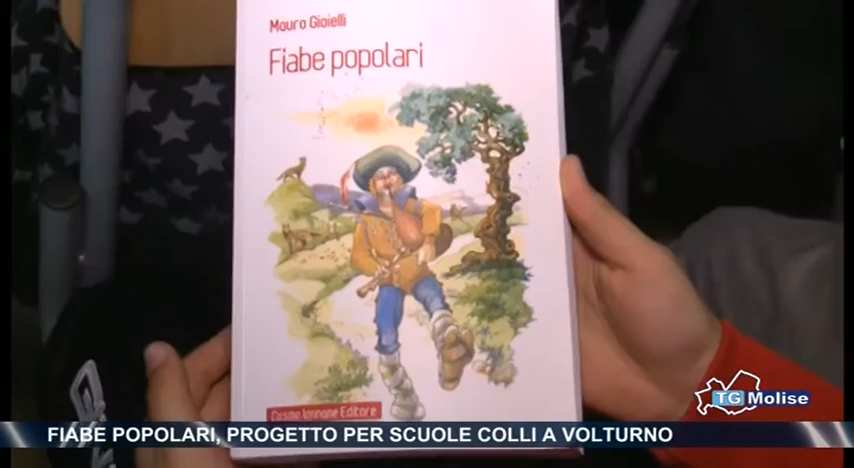 Mauro Gioielli
Fiabe popolari
Cosmo Iannone Editore
TG Molise
FIABE POPOLARI, PROGETTO PER SCUOLE COLLI A VOLTURNO